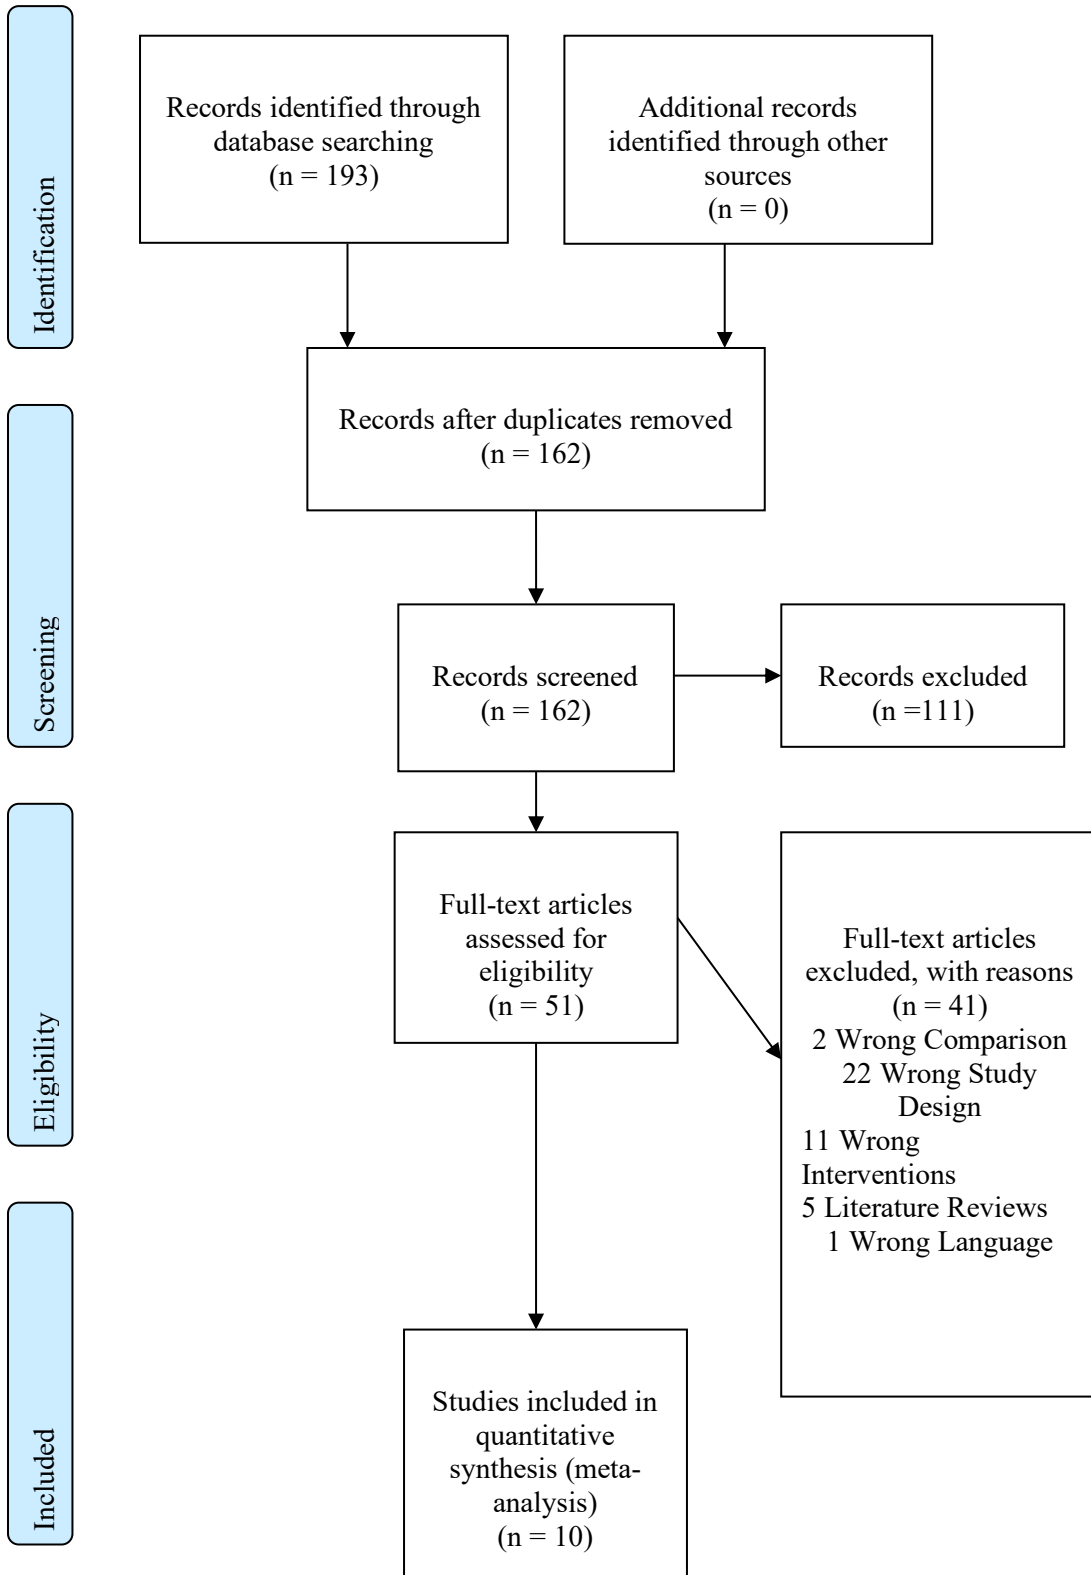 Identification
Records identified through
database searching
(n = 193)
Additional records
identified through other
sources
(n = 0)
Records after duplicates removed
(n = 162)
Screening
Records screened
(n = 162)
Records excluded
(n =111)
Eligibility
Full-text articles
assessed for
eligibility
(n = 51)
Full-text articles
excluded, with reasons
(n = 41)
2 Wrong Comparison
22 Wrong Study
Design
11 Wrong
Interventions
5 Literature Reviews
1 Wrong Language
Included
Studies included in
quantitative
synthesis (meta-
analysis)
(n = 10)